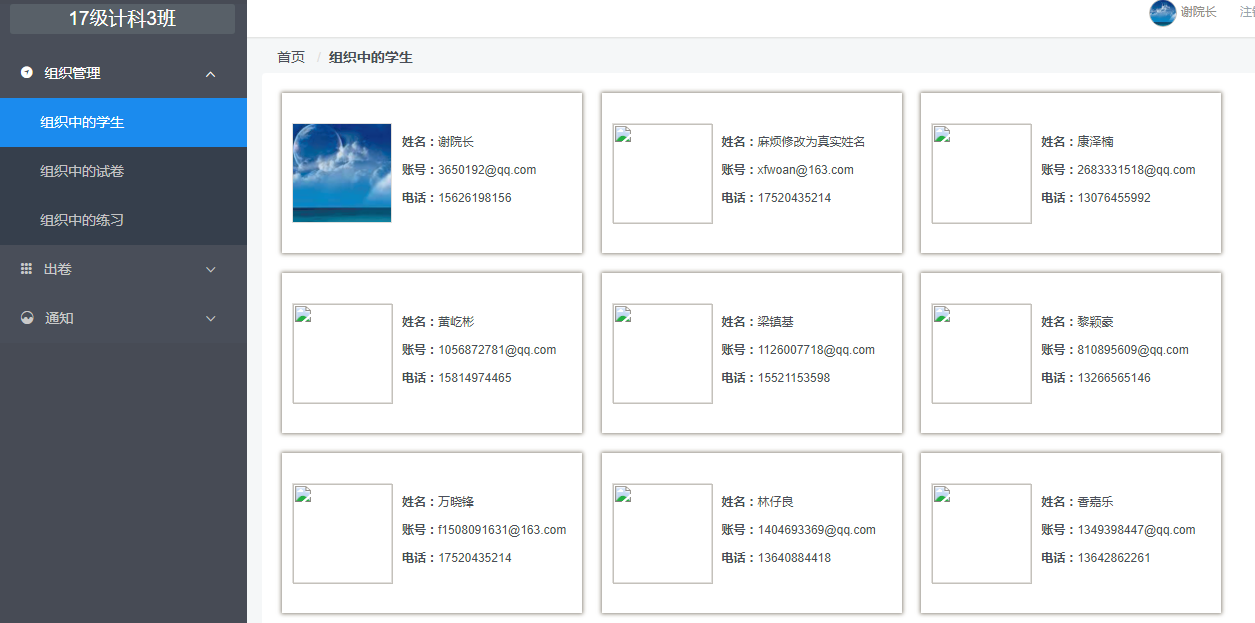 17级计科3班
谢院长
组织管理
组织中的学生
组织中的试卷
组织中的练习
出卷
通知
首页 / 组织中的学生
姓名：谢院长
账号：3650192@qq.com
电话：15626198156
姓名：麻烦修改为真实姓名
账号：xfwoan@163.com
电话：17520435214
姓名：康泽楠
账号：2683331518@qq.com
电话：13076455992
姓名：黄屹彬
账号：1056872781@qq.com
电话：15814974465
姓名：梁镇基
账号：1126007718@qq.com
电话：15521153598
姓名：黎颖豪
账号：810895609@qq.com
电话：13266565146
姓名：万晓锋
账号：f1508091631@163.com
电话：17520435214
姓名：林仔良
账号：1404693369@qq.com
电话：13640884418
姓名：香嘉乐
账号：1349398447@qq.com
电话：13642862261